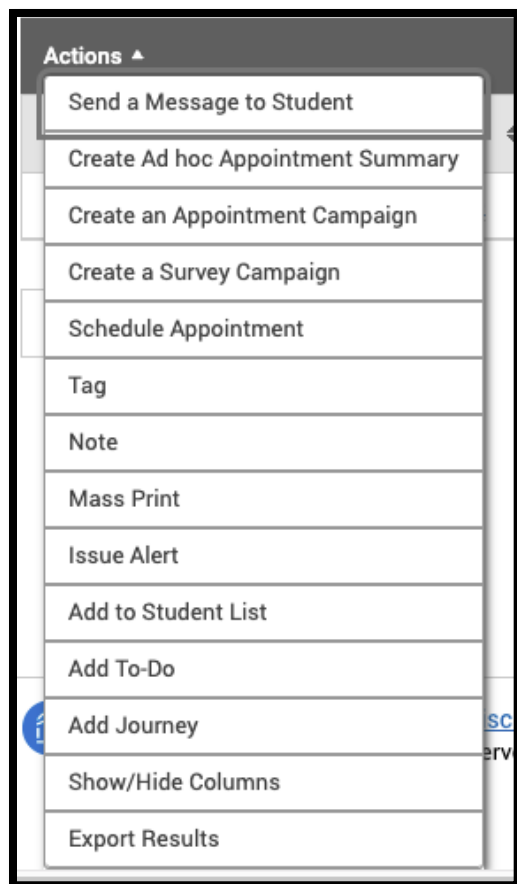 Actions
Send a Message to Student
Create Ad hoc Appointment Summary
Create an Appointment Campaign
Create a Survey Campaign
Schedule Appointment
Tag
Note
Mass Print
Issue Alert
Add to Student List
Add To-Do
Add Journey
Show/Hide Columns
Export Results